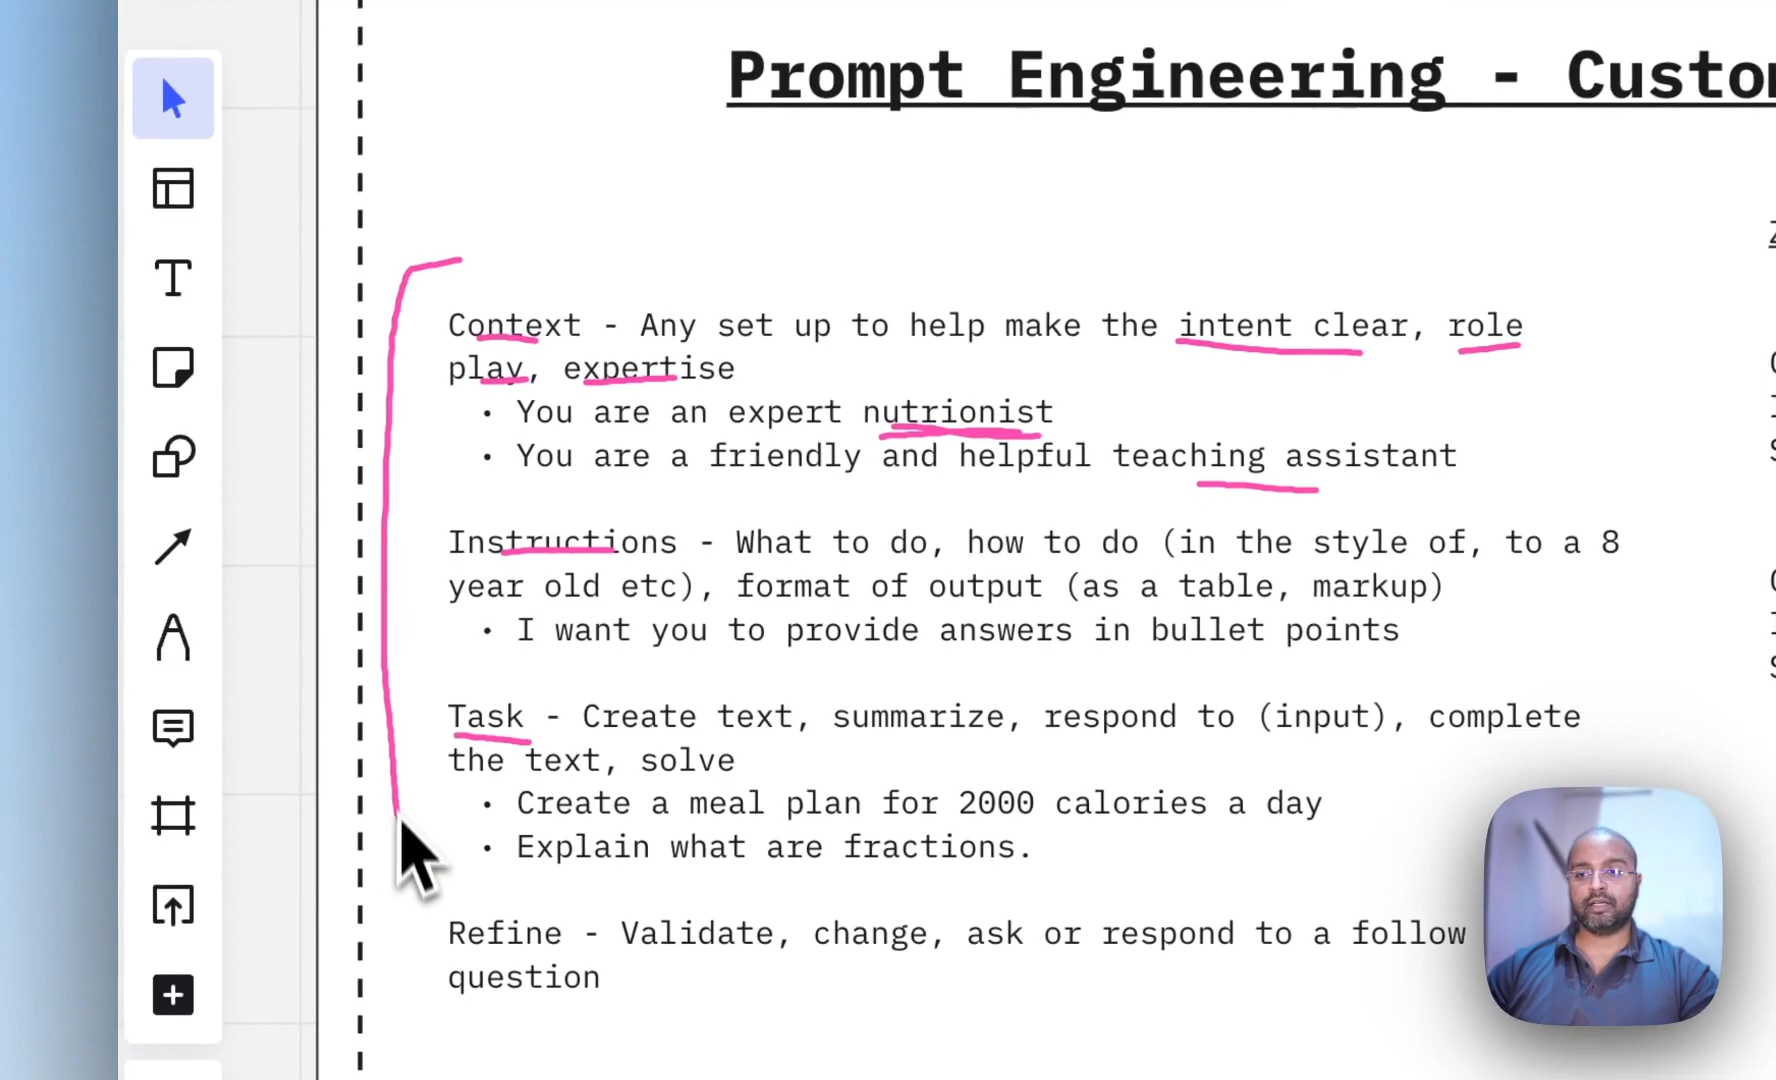 Prompt Engineering - Custom
Context - Any set up to help make the intent clear, role
play, expertise
• You are an expert nutrionist
• You are a friendly and helpful teaching assistant
Instructions - What to do, how to do (in the style of, to a 8
year old etc), format of output (as a table, markup)
• I want you to provide answers in bullet points
Task - Create text, summarize, respond to (input), complete
the text, solve
• Create a meal plan for 2000 calories a day
• Explain what are fractions.
Refine - Validate, change, ask or respond to a follow
question